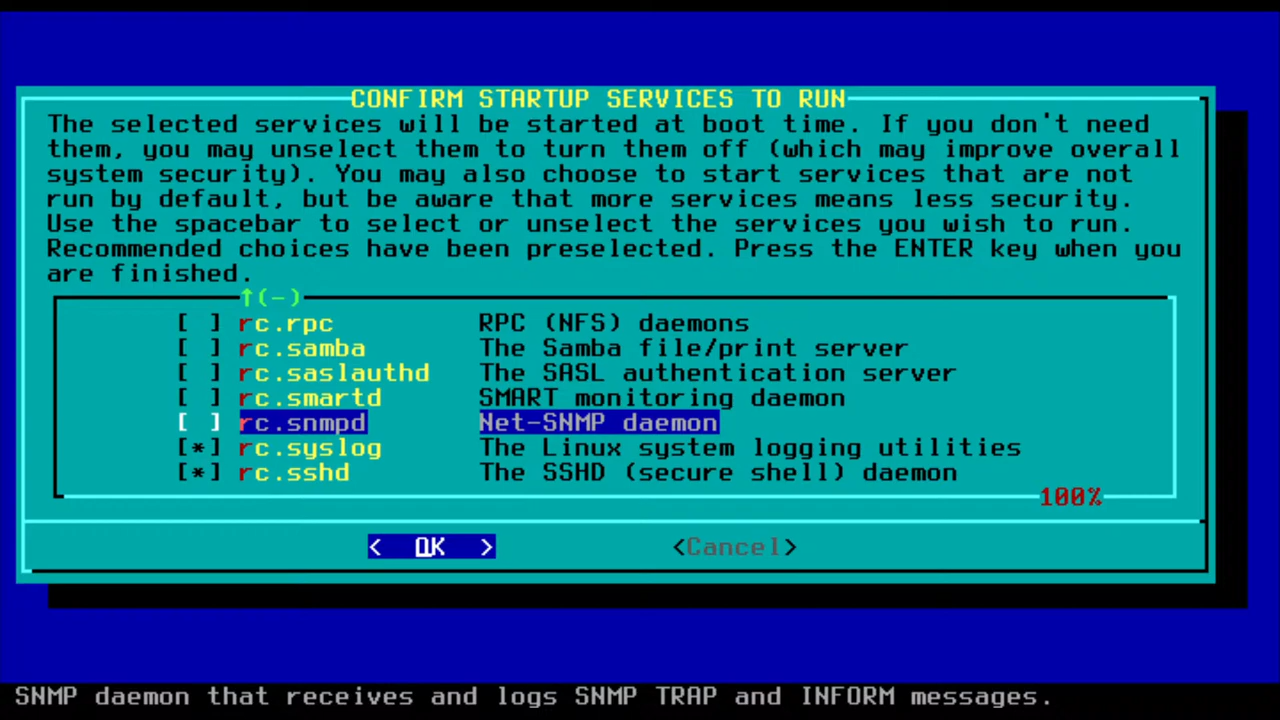 CONFIRM STARTUP SERVICES TO RUN
The selected services will be started at boot time. If you don't need
them, you may unselect them to turn them off (which may improve overall
system security). You may also choose to start services that are not
run by default, but be aware that more services means less security.
Use the spacebar to select or unselect the services you wish to run.
Recommended choices have been preselected. Press the ENTER key when you
are finished.
↑(-)
[ ] rc.rpc RPC (NFS) daemons
[ ] rc.samba The Samba file/print server
[ ] rc.saslauthd The SASL authentication server
[ ] rc.smartd SMART monitoring daemon
[ ] rc.snmpd Net-SNMP daemon
[*] rc.syslog The Linux system logging utilities
[*] rc.sshd The SSHD (secure shell) daemon
100%
< OK > <Cancel>
SNMP daemon that receives and logs SNMP TRAP and INFORM messages.